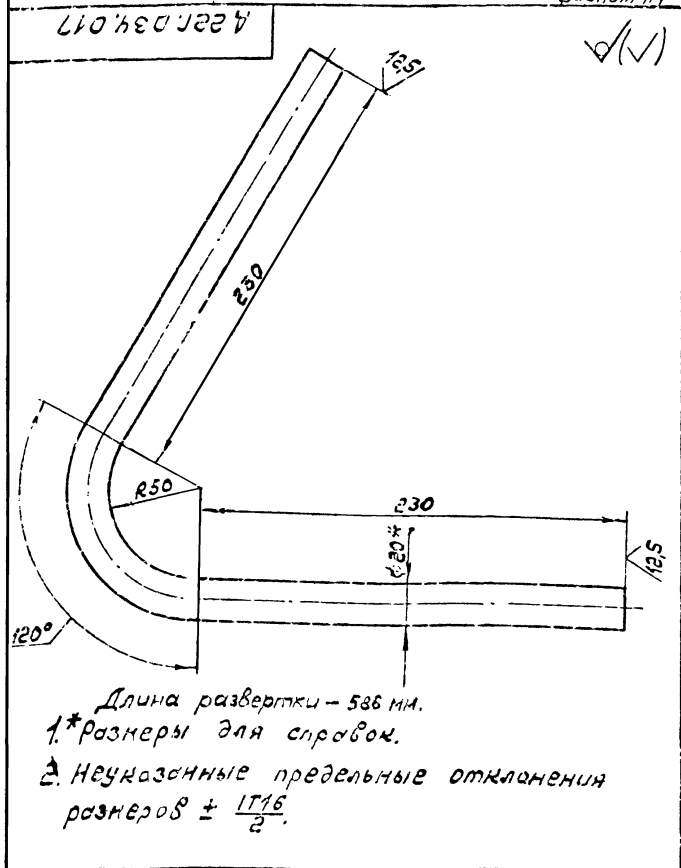 Д 22Г.034.017
√(√)
12,5
230
R50
230
⌀20*
12,5
120°
Длина развертки – 586 мм.
1.*Размеры для справок.
2. Неуказанные предельные отклонения
размеров ± IT16/2.